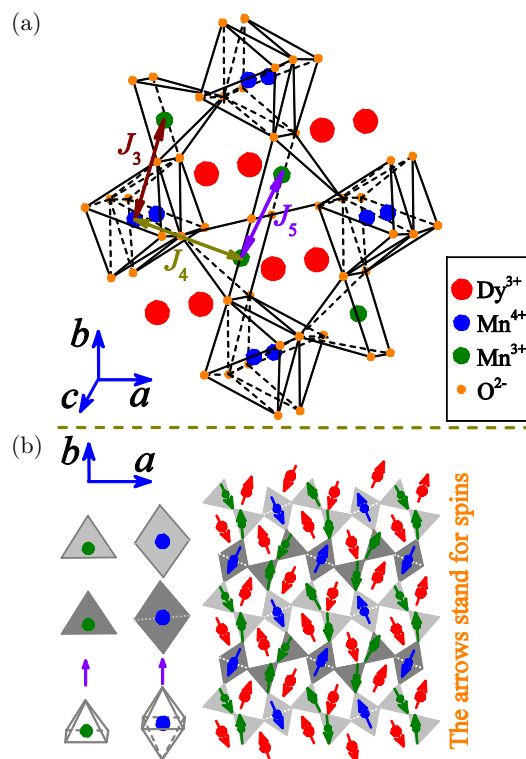 (a)
J₃
J₅
J₄
Dy³⁺
Mn⁴⁺
Mn³⁺
O²⁻
b
c
a
(b)
b
a
The arrows stand for spins